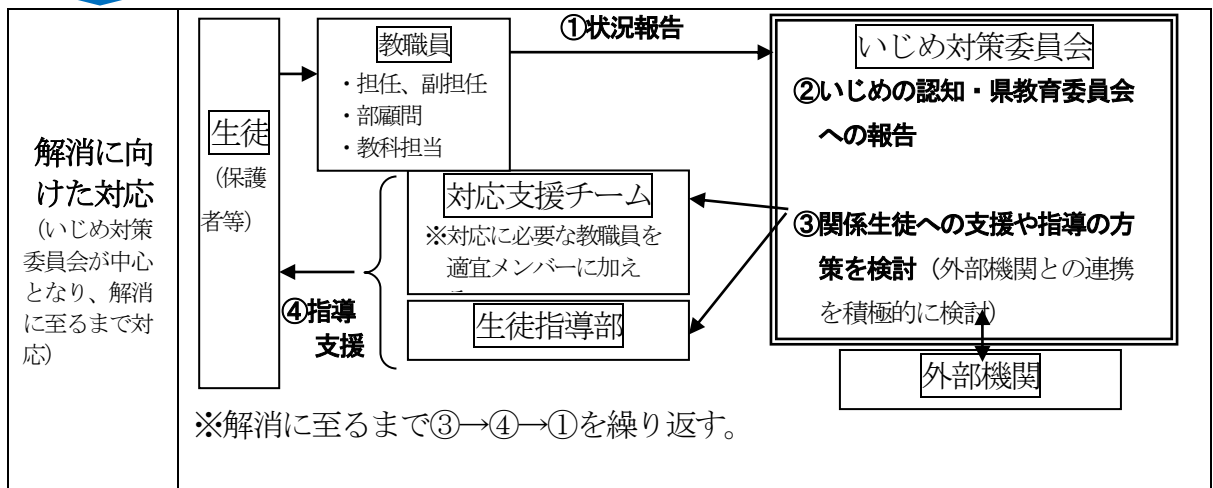 解消に向
けた対応
(いじめ対策
委員会が中心
となり、解消
に至るまで対
応)
生徒
(保護
者等)
教職員
・担任、副担任
・部顧問
・教科担当
①状況報告
いじめ対策委員会
②いじめの認知・県教育委員会
への報告
③関係生徒への支援や指導の方
策を検討(外部機関との連携
を積極的に検討)
対応支援チーム
※対応に必要な教職員を
適宜メンバーに加え
生徒指導部
④指導
支援
外部機関
※解消に至るまで③→④→①を繰り返す。